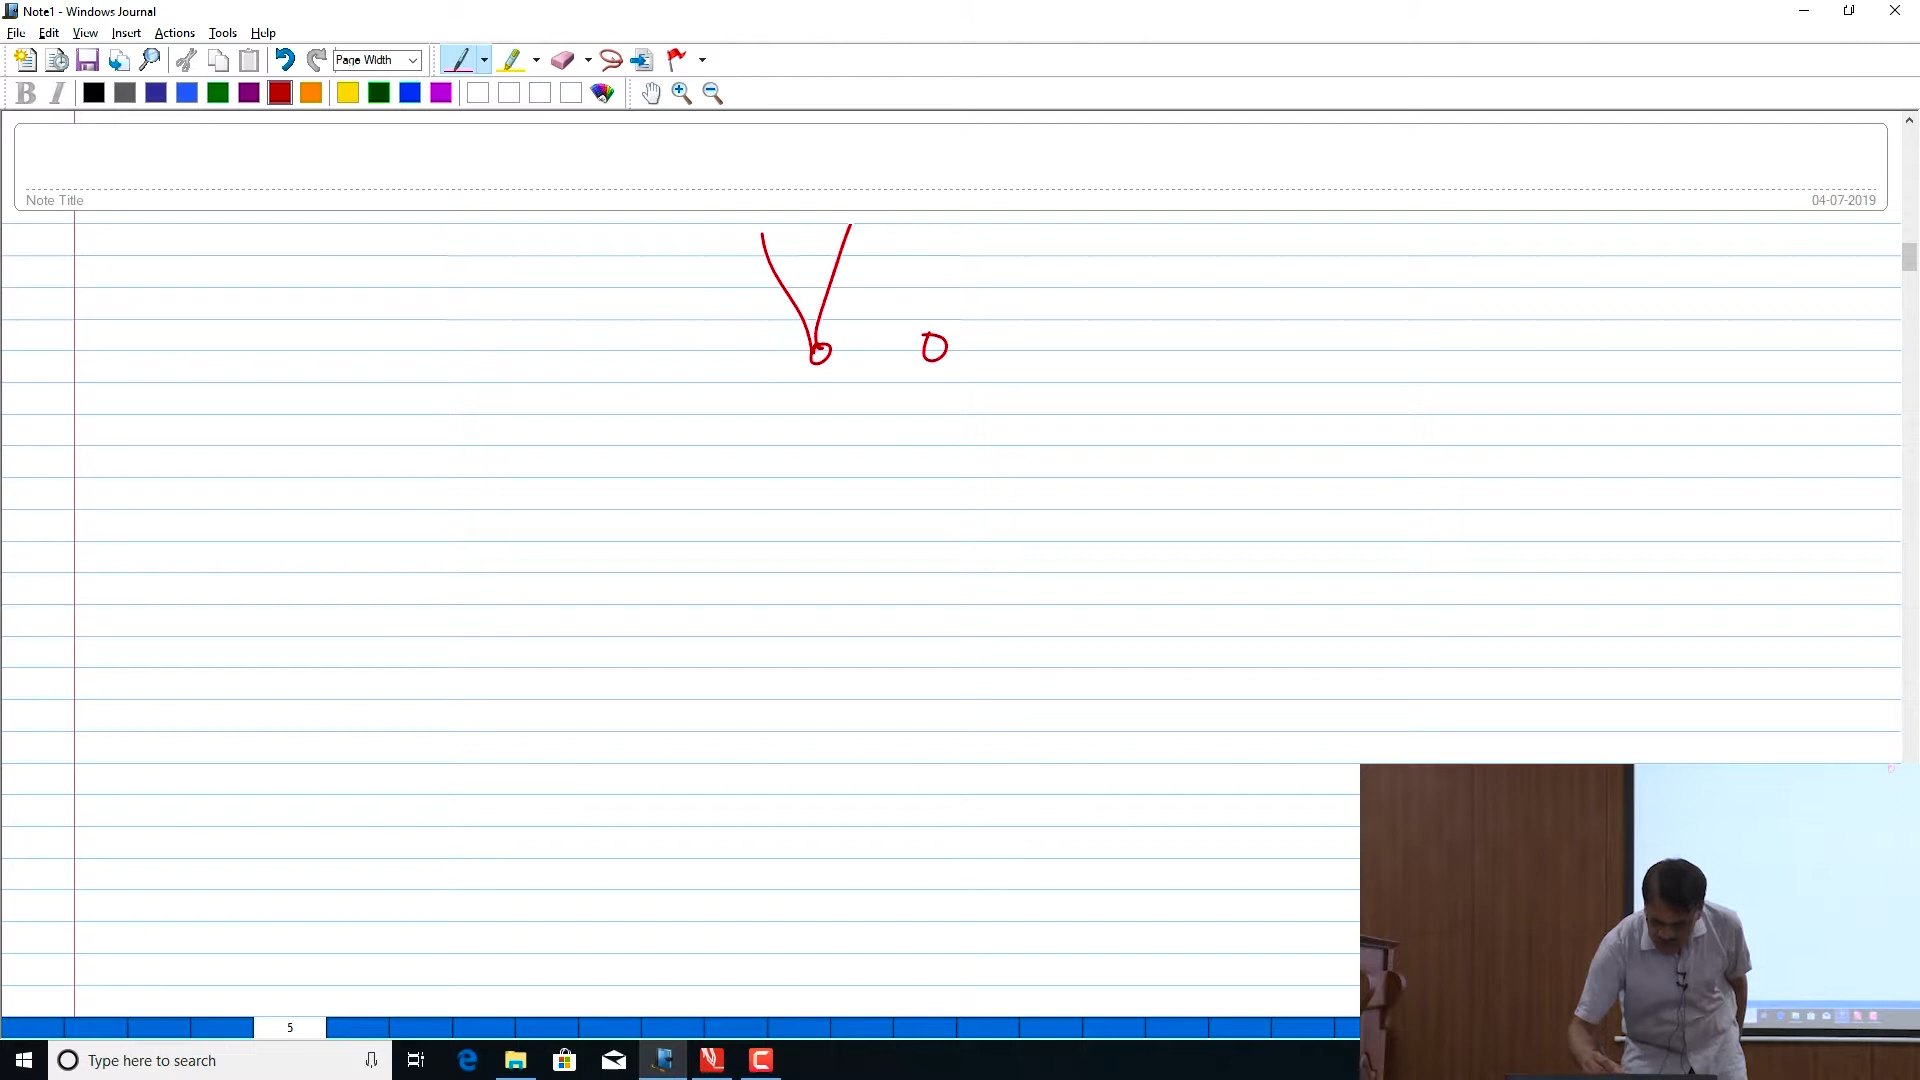 Note1 - Windows Journal
File Edit View Insert Actions Tools Help
Page Width
B I
Note Title
04-07-2019
5
Type here to search